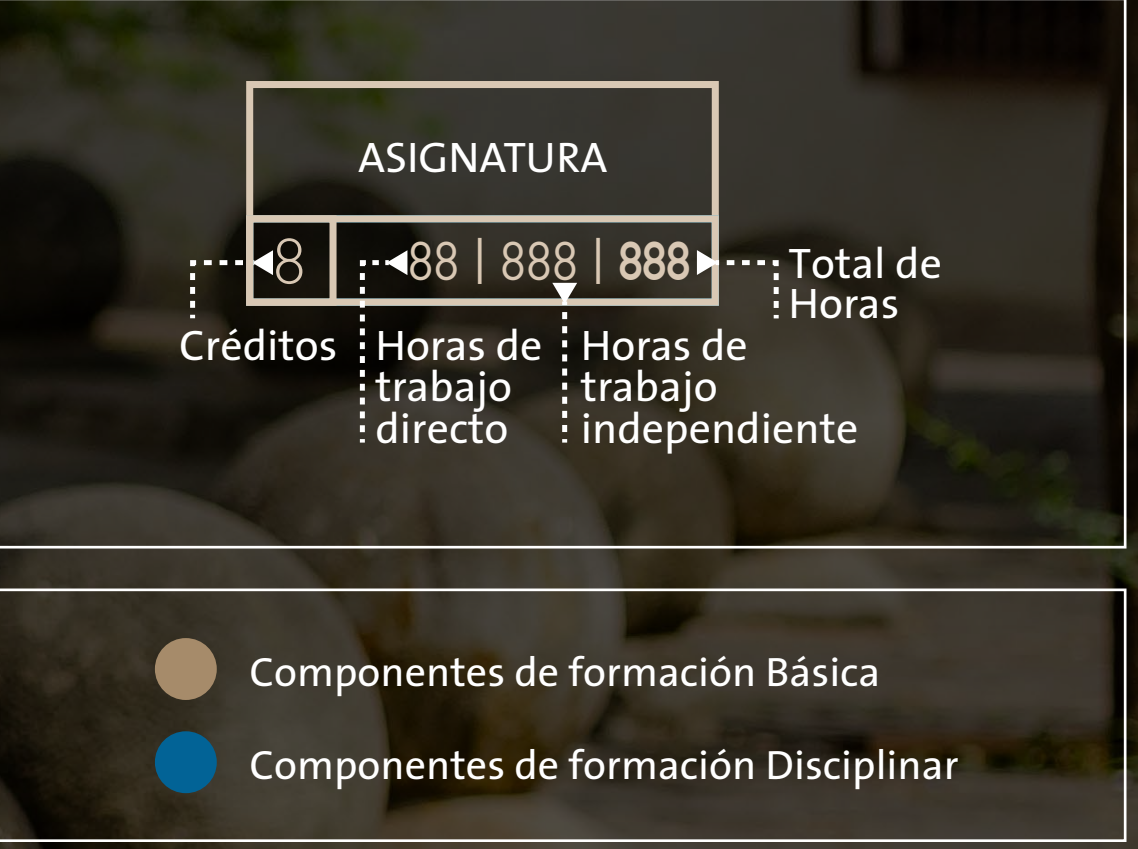 ASIGNATURA
8 88 | 888 | 888
Total de
Horas
Créditos
Horas de
trabajo
directo
Horas de
trabajo
independiente
Componentes de formación Básica
Componentes de formación Disciplinar